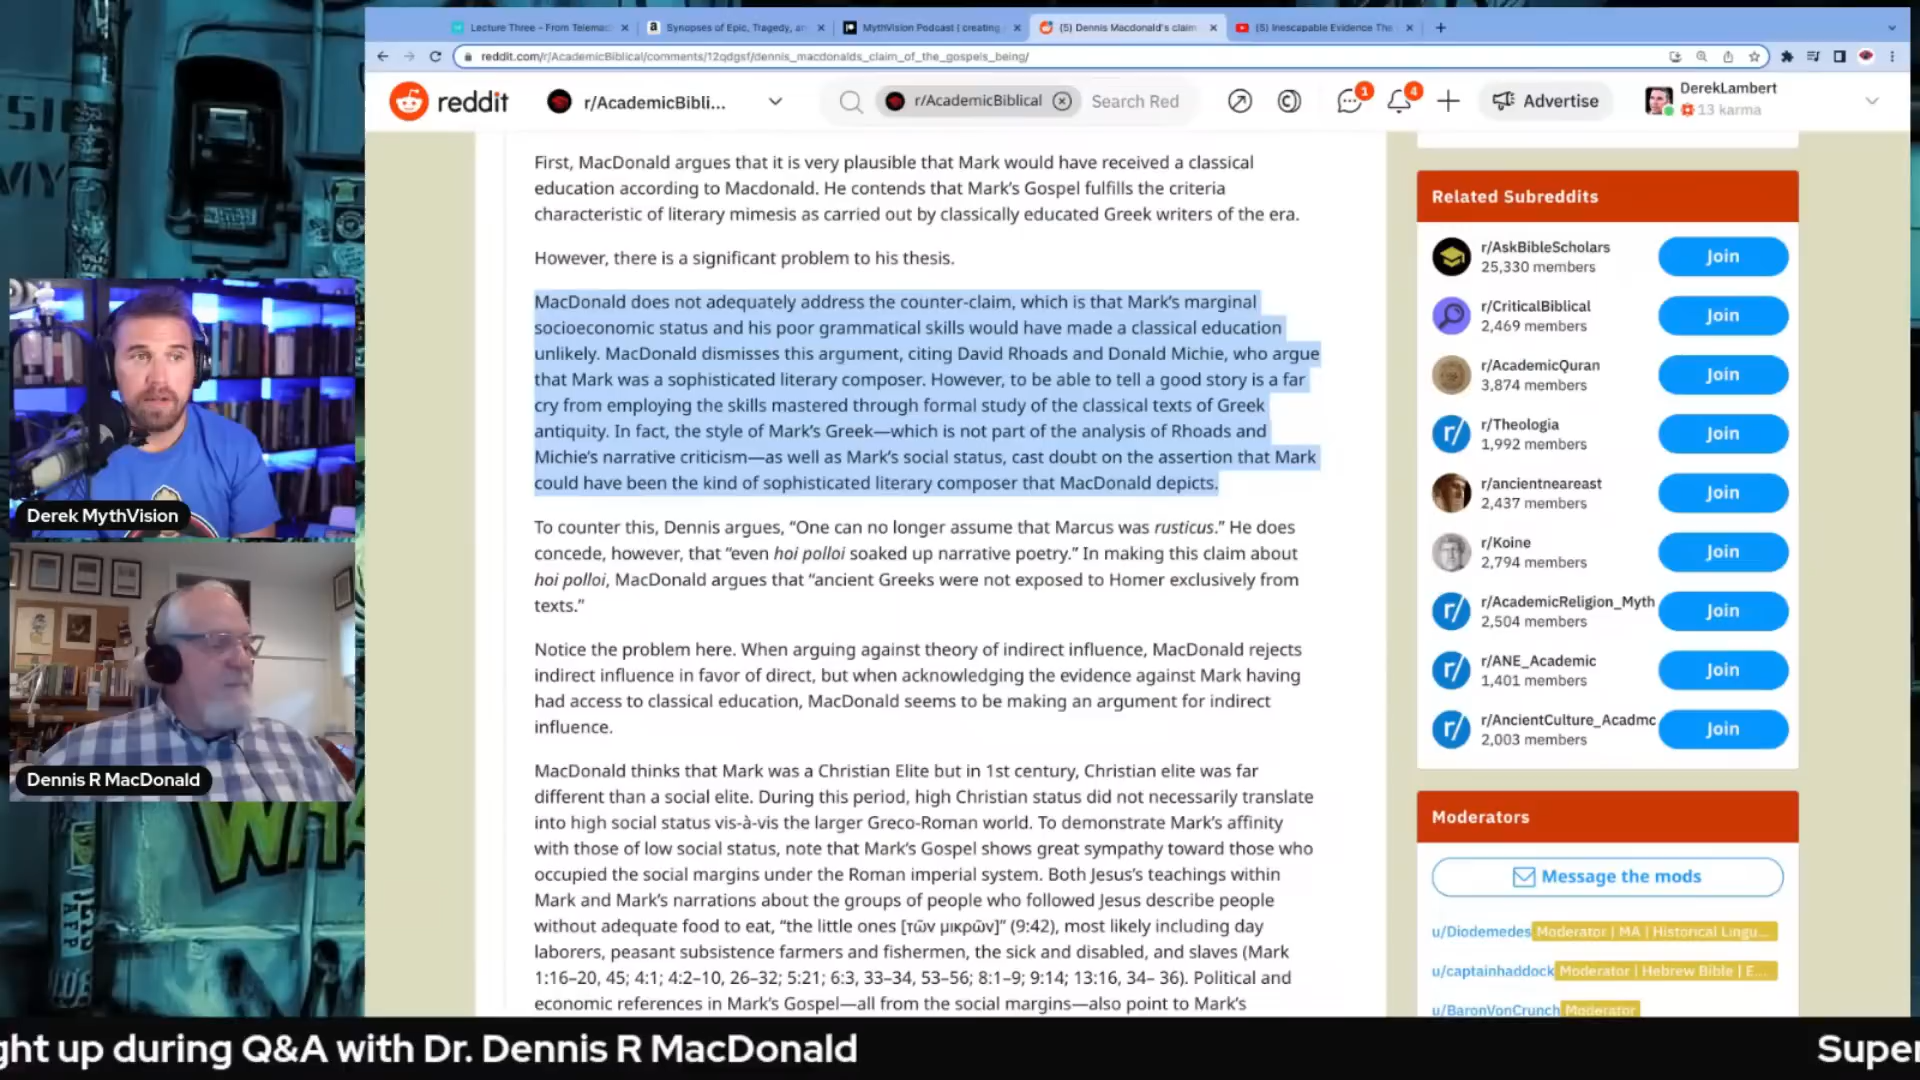 Lecture Three - From Telemac
Synopses of Epic, Tragedy, an
MythVision Podcast | creating
(5) Dennis Macdonald's claim
(5) Inescapable Evidence The
reddit.com/r/AcademicBiblical/comments/12qdgsf/dennis_macdonalds_claim_of_the_gospels_being/
reddit
r/AcademicBibli...
r/AcademicBiblical
Search Red
1
4
Advertise
DerekLambert
13 karma
First, MacDonald argues that it is very plausible that Mark would have received a classical
education according to Macdonald. He contends that Mark's Gospel fulfills the criteria
characteristic of literary mimesis as carried out by classically educated Greek writers of the era.
However, there is a significant problem to his thesis.
MacDonald does not adequately address the counter-claim, which is that Mark's marginal
socioeconomic status and his poor grammatical skills would have made a classical education
unlikely. MacDonald dismisses this argument, citing David Rhoads and Donald Michie, who argue
that Mark was a sophisticated literary composer. However, to be able to tell a good story is a far
cry from employing the skills mastered through formal study of the classical texts of Greek
antiquity. In fact, the style of Mark's Greek—which is not part of the analysis of Rhoads and
Michie's narrative criticism—as well as Mark's social status, cast doubt on the assertion that Mark
could have been the kind of sophisticated literary composer that MacDonald depicts.
To counter this, Dennis argues, “One can no longer assume that Marcus was rusticus.” He does
concede, however, that “even hoi polloi soaked up narrative poetry.” In making this claim about
hoi polloi, MacDonald argues that “ancient Greeks were not exposed to Homer exclusively from
texts.”
Notice the problem here. When arguing against theory of indirect influence, MacDonald rejects
indirect influence in favor of direct, but when acknowledging the evidence against Mark having
had access to classical education, MacDonald seems to be making an argument for indirect
influence.
MacDonald thinks that Mark was a Christian Elite but in 1st century, Christian elite was far
different than a social elite. During this period, high Christian status did not necessarily translate
into high social status vis-à-vis the larger Greco-Roman world. To demonstrate Mark's affinity
with those of low social status, note that Mark's Gospel shows great sympathy toward those who
occupied the social margins under the Roman imperial system. Both Jesus's teachings within
Mark and Mark's narrations about the groups of people who followed Jesus describe people
without adequate food to eat, “the little ones [τῶν μικρῶν]” (9:42), most likely including day
laborers, peasant subsistence farmers and fishermen, the sick and disabled, and slaves (Mark
1:16–20, 45; 4:1; 4:2–10, 26–32; 5:21; 6:3, 33–34, 53–56; 8:1–9; 9:14; 13:16, 34– 36). Political and
economic references in Mark's Gospel—all from the social margins—also point to Mark's
Related Subreddits
r/AskBibleScholars
25,330 members
Join
r/CriticalBiblical
2,469 members
Join
r/AcademicQuran
3,874 members
Join
r/Theologia
1,992 members
Join
r/ancientneareast
2,437 members
Join
r/Koine
2,794 members
Join
r/AcademicReligion_Myth
2,504 members
Join
r/ANE_Academic
1,401 members
Join
r/AncientCulture_Acadmc
2,003 members
Join
Moderators
Message the mods
u/Diodemedes Moderator | MA | Historical Lingu...
u/captainhaddock Moderator | Hebrew Bible | E...
u/BaronVonCrunch Moderator
Derek MythVision
Dennis R MacDonald
ght up during Q&A with Dr. Dennis R MacDonald
Super